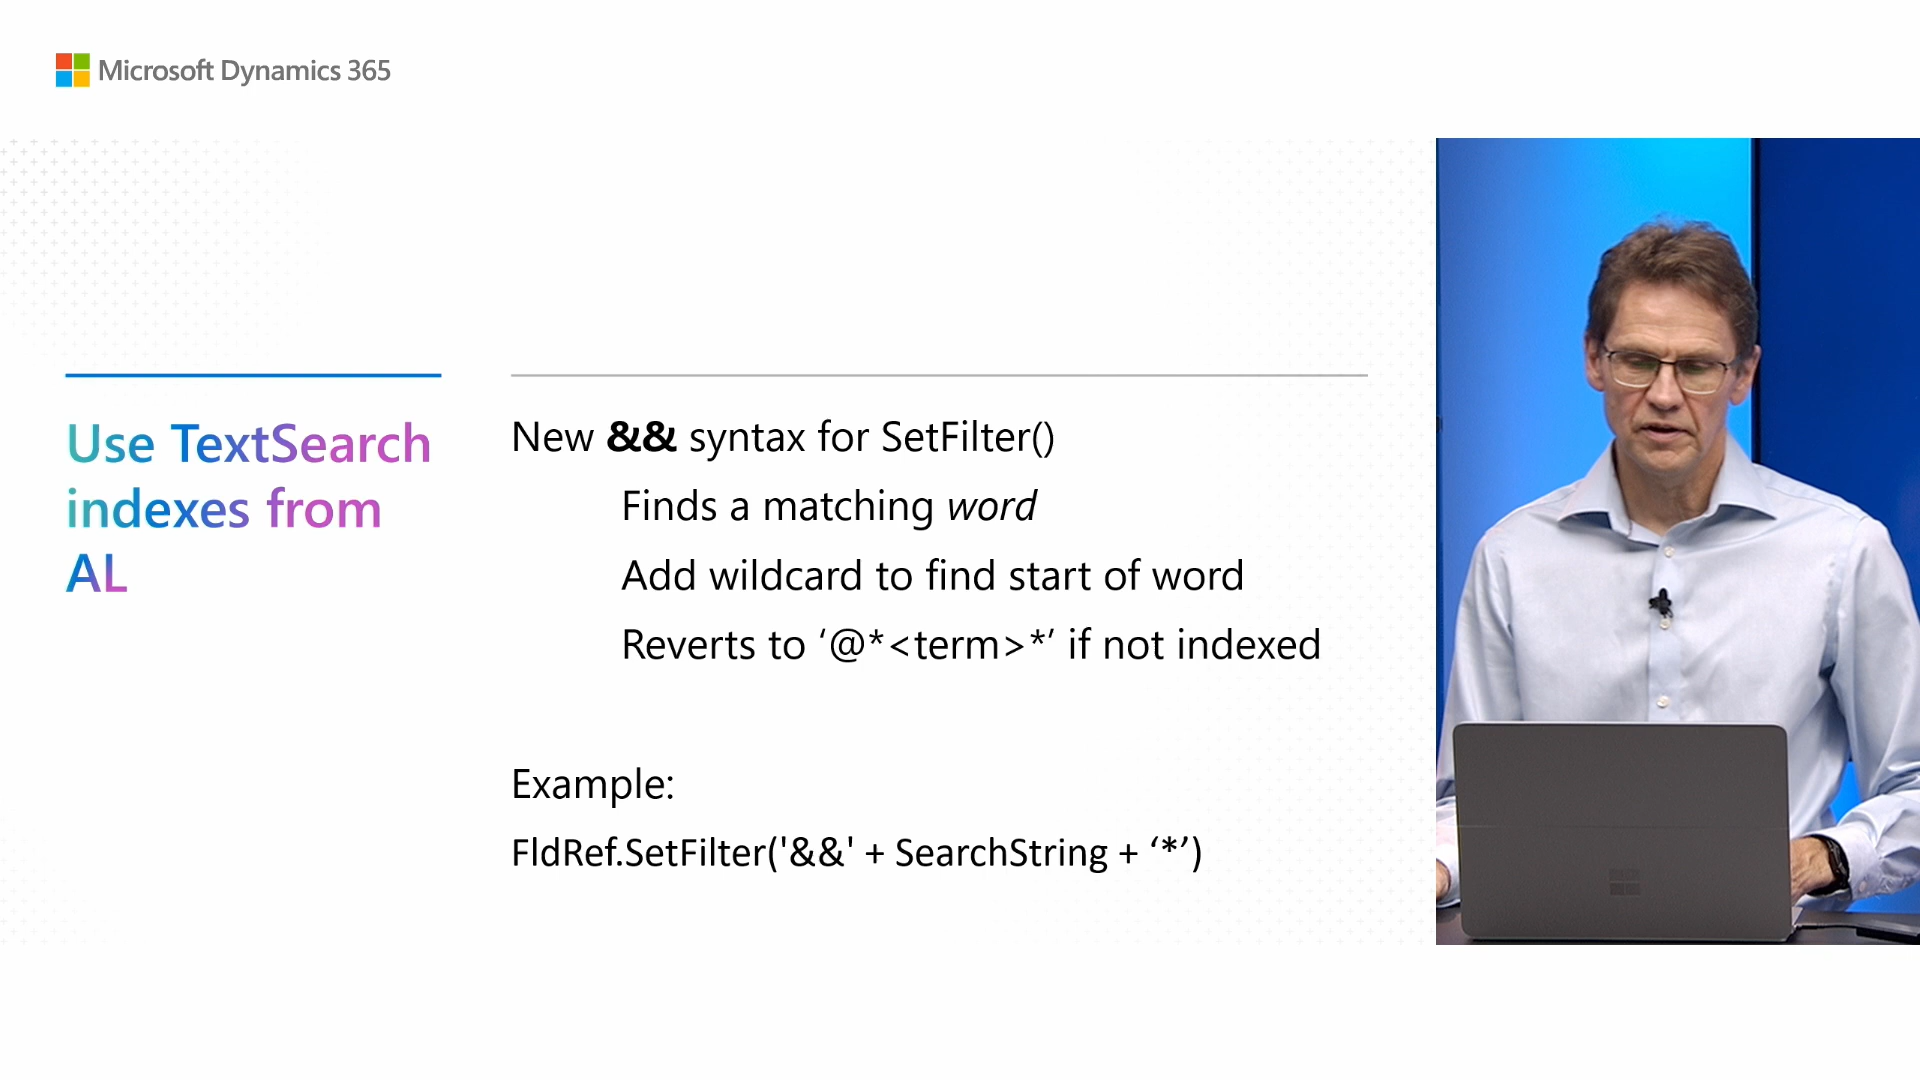 Microsoft Dynamics 365
Use TextSearch
indexes from
AL
New && syntax for SetFilter()
Finds a matching word
Add wildcard to find start of word
Reverts to ‘@*<term>*’ if not indexed
Example:
FldRef.SetFilter('&&' + SearchString + ‘*’)